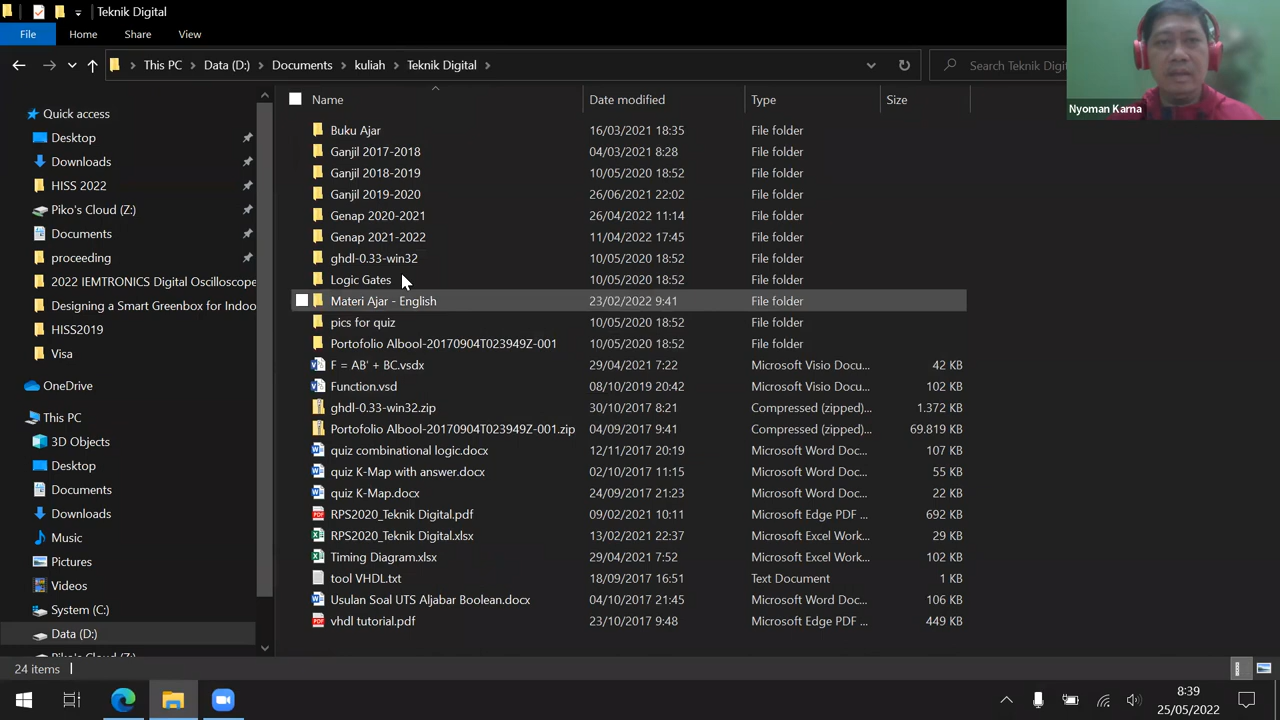 Teknik Digital
File Home Share View
This PC Data (D:) Documents kuliah Teknik Digital Search Teknik Digit
Nyoman Karna
Name Date modified Type Size
Quick access
Desktop
Downloads
HISS 2022
Piko's Cloud (Z:)
Documents
proceeding
2022 IEMTRONICS Digital Oscilloscope
Designing a Smart Greenbox for Indoo
HISS2019
Visa
OneDrive
This PC
3D Objects
Desktop
Documents
Downloads
Music
Pictures
Videos
System (C:)
Data (D:)
Piko's Cloud (Z:)
Buku Ajar 16/03/2021 18:35 File folder
Ganjil 2017-2018 04/03/2021 8:28 File folder
Ganjil 2018-2019 10/05/2020 18:52 File folder
Ganjil 2019-2020 26/06/2021 22:02 File folder
Genap 2020-2021 26/04/2022 11:14 File folder
Genap 2021-2022 11/04/2022 17:45 File folder
ghdl-0.33-win32 10/05/2020 18:52 File folder
Logic Gates 10/05/2020 18:52 File folder
Materi Ajar - English 23/02/2022 9:41 File folder
pics for quiz 10/05/2020 18:52 File folder
Portofolio Albool-20170904T023949Z-001 10/05/2020 18:52 File folder
F = AB' + BC.vsdx 29/04/2021 7:22 Microsoft Visio Docu... 42 KB
Function.vsd 08/10/2019 20:42 Microsoft Visio Docu... 102 KB
ghdl-0.33-win32.zip 30/10/2017 8:21 Compressed (zipped)... 1.372 KB
Portofolio Albool-20170904T023949Z-001.zip 04/09/2017 9:41 Compressed (zipped)... 69.819 KB
quiz combinational logic.docx 12/11/2017 20:19 Microsoft Word Doc... 107 KB
quiz K-Map with answer.docx 02/10/2017 11:15 Microsoft Word Doc... 55 KB
quiz K-Map.docx 24/09/2017 21:23 Microsoft Word Doc... 22 KB
RPS2020_Teknik Digital.pdf 09/02/2021 10:11 Microsoft Edge PDF ... 692 KB
RPS2020_Teknik Digital.xlsx 13/02/2021 22:37 Microsoft Excel Work... 29 KB
Timing Diagram.xlsx 29/04/2021 7:52 Microsoft Excel Work... 102 KB
tool VHDL.txt 18/09/2017 16:51 Text Document 1 KB
Usulan Soal UTS Aljabar Boolean.docx 04/10/2017 21:45 Microsoft Word Doc... 106 KB
vhdl tutorial.pdf 23/10/2017 9:48 Microsoft Edge PDF ... 449 KB
24 items
8:39
25/05/2022